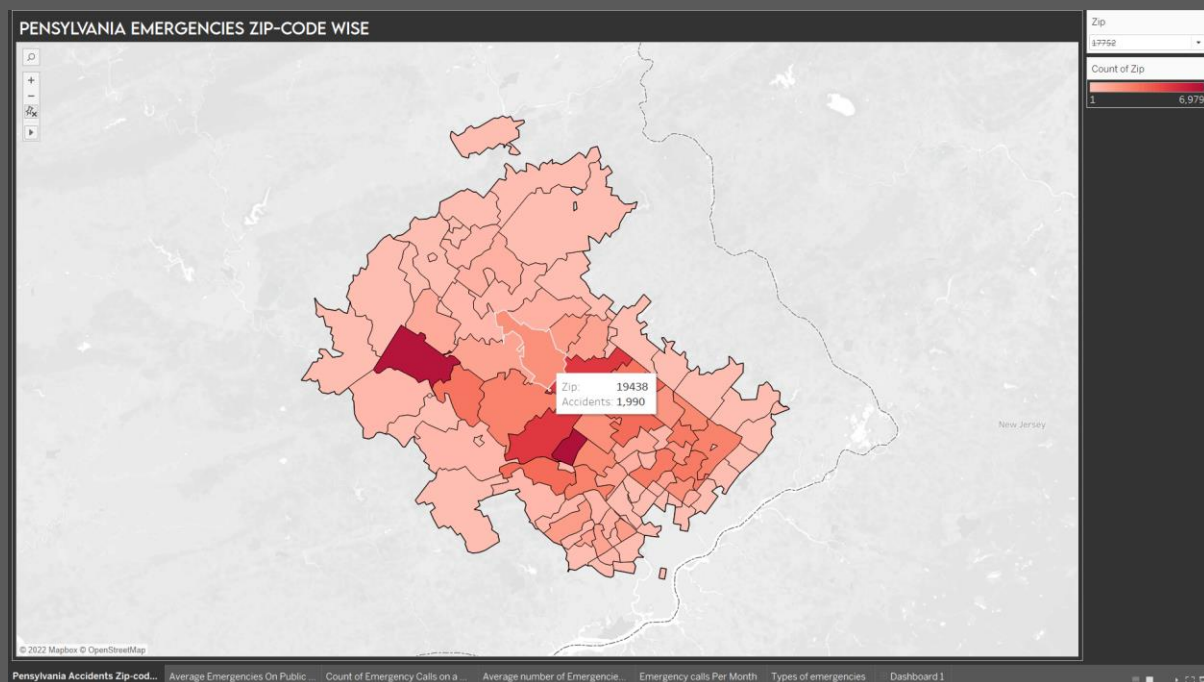 PENSYLVANIA EMERGENCIES ZIP-CODE WISE
Zip
17752
Count of Zip
1 6,979
Zip: 19438
Accidents: 1,990
New Jersey
© 2022 Mapbox © OpenStreetMap
Pensylvania Accidents Zip-cod... Average Emergencies On Public ... Count of Emergency Calls on a ... Average number of Emergencie... Emergency calls Per Month Types of emergencies Dashboard 1